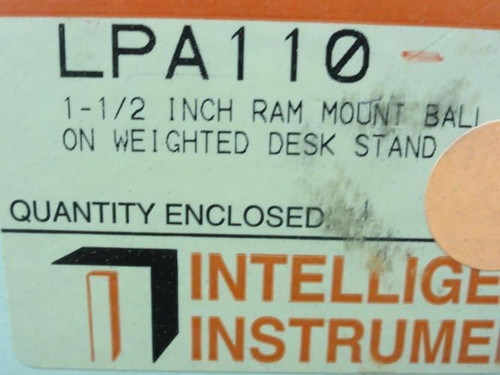 LPA110 -
1-1/2 INCH RAM MOUNT BALL
ON WEIGHTED DESK STAND
QUANTITY ENCLOSED
INTELLIGE
INSTRUME